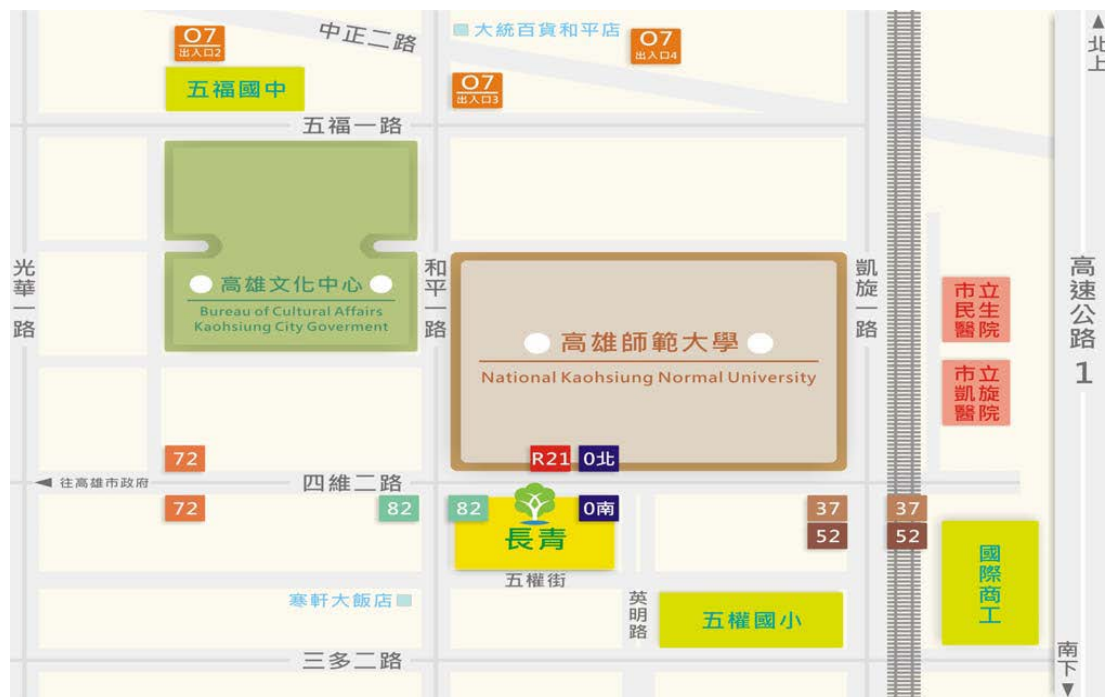 O7
出入口2
中正二路
大統百貨和平店
O7
出入口4
北上
五福國中
O7
出入口3
五福一路
光華一路
高雄文化中心
Bureau of Cultural Affairs
Kaohsiung City Goverment
和平一路
高雄師範大學
National Kaohsiung Normal University
凱旋一路
市立
民生
醫院
市立
凱旋
醫院
高速公路1
72
R21
0北
往高雄市政府
四維二路
72
82
82
0南
37
37
52
52
長青
五權街
寒軒大飯店
英明路
五權國小
國際商工
三多二路
南下